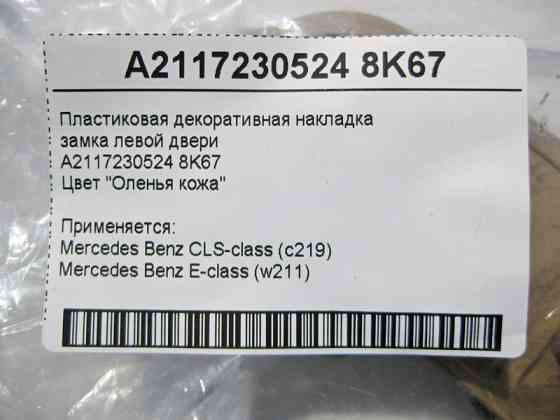 A2117230524 8K67
Пластиковая декоративная накладка
замка левой двери
A2117230524 8K67
Цвет "Оленья кожа"
Применяется:
Mercedes Benz CLS-class (c219)
Mercedes Benz E-class (w211)